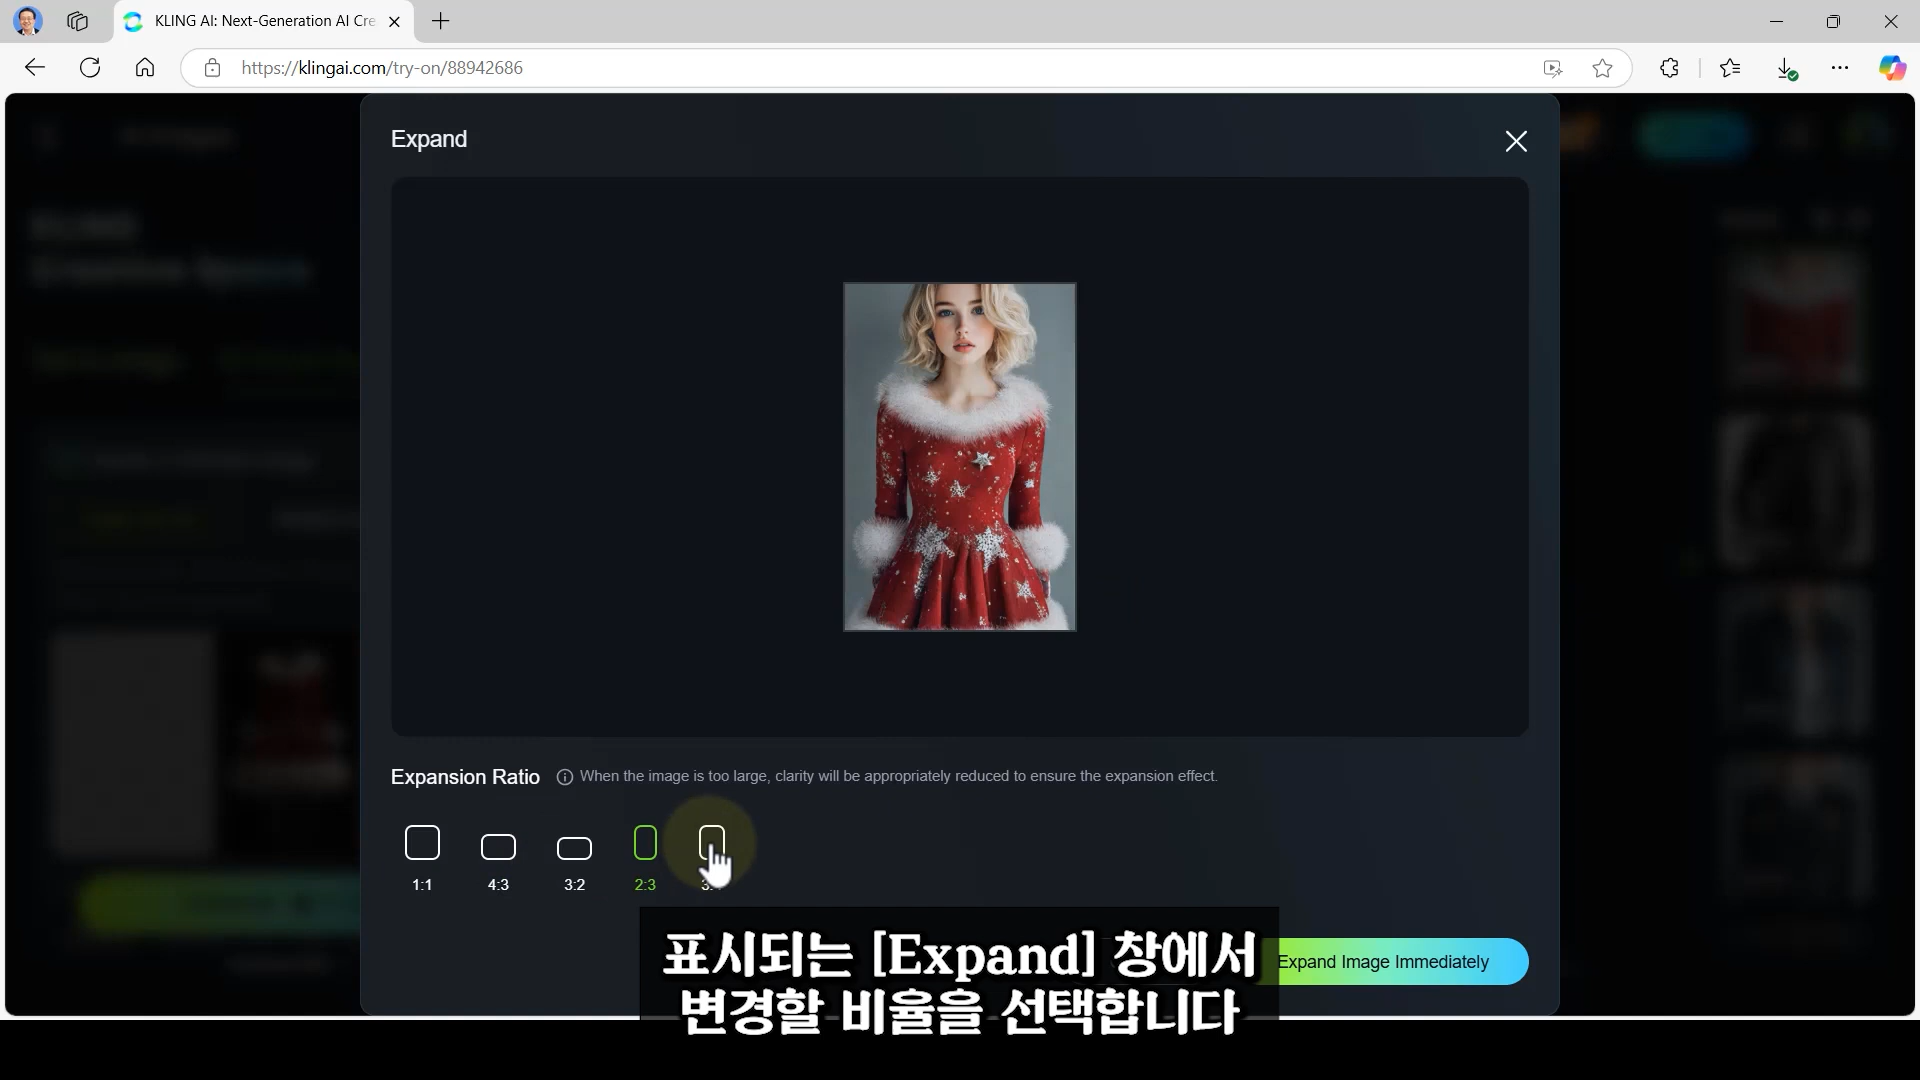 KLING AI: Next-Generation AI Cre
https://klingai.com/try-on/88942686
Expand
Expansion Ratio
When the image is too large, clarity will be appropriately reduced to ensure the expansion effect.
1:1
4:3
3:2
2:3
Expand Image Immediately
표시되는 [Expand] 창에서
변경할 비율을 선택합니다